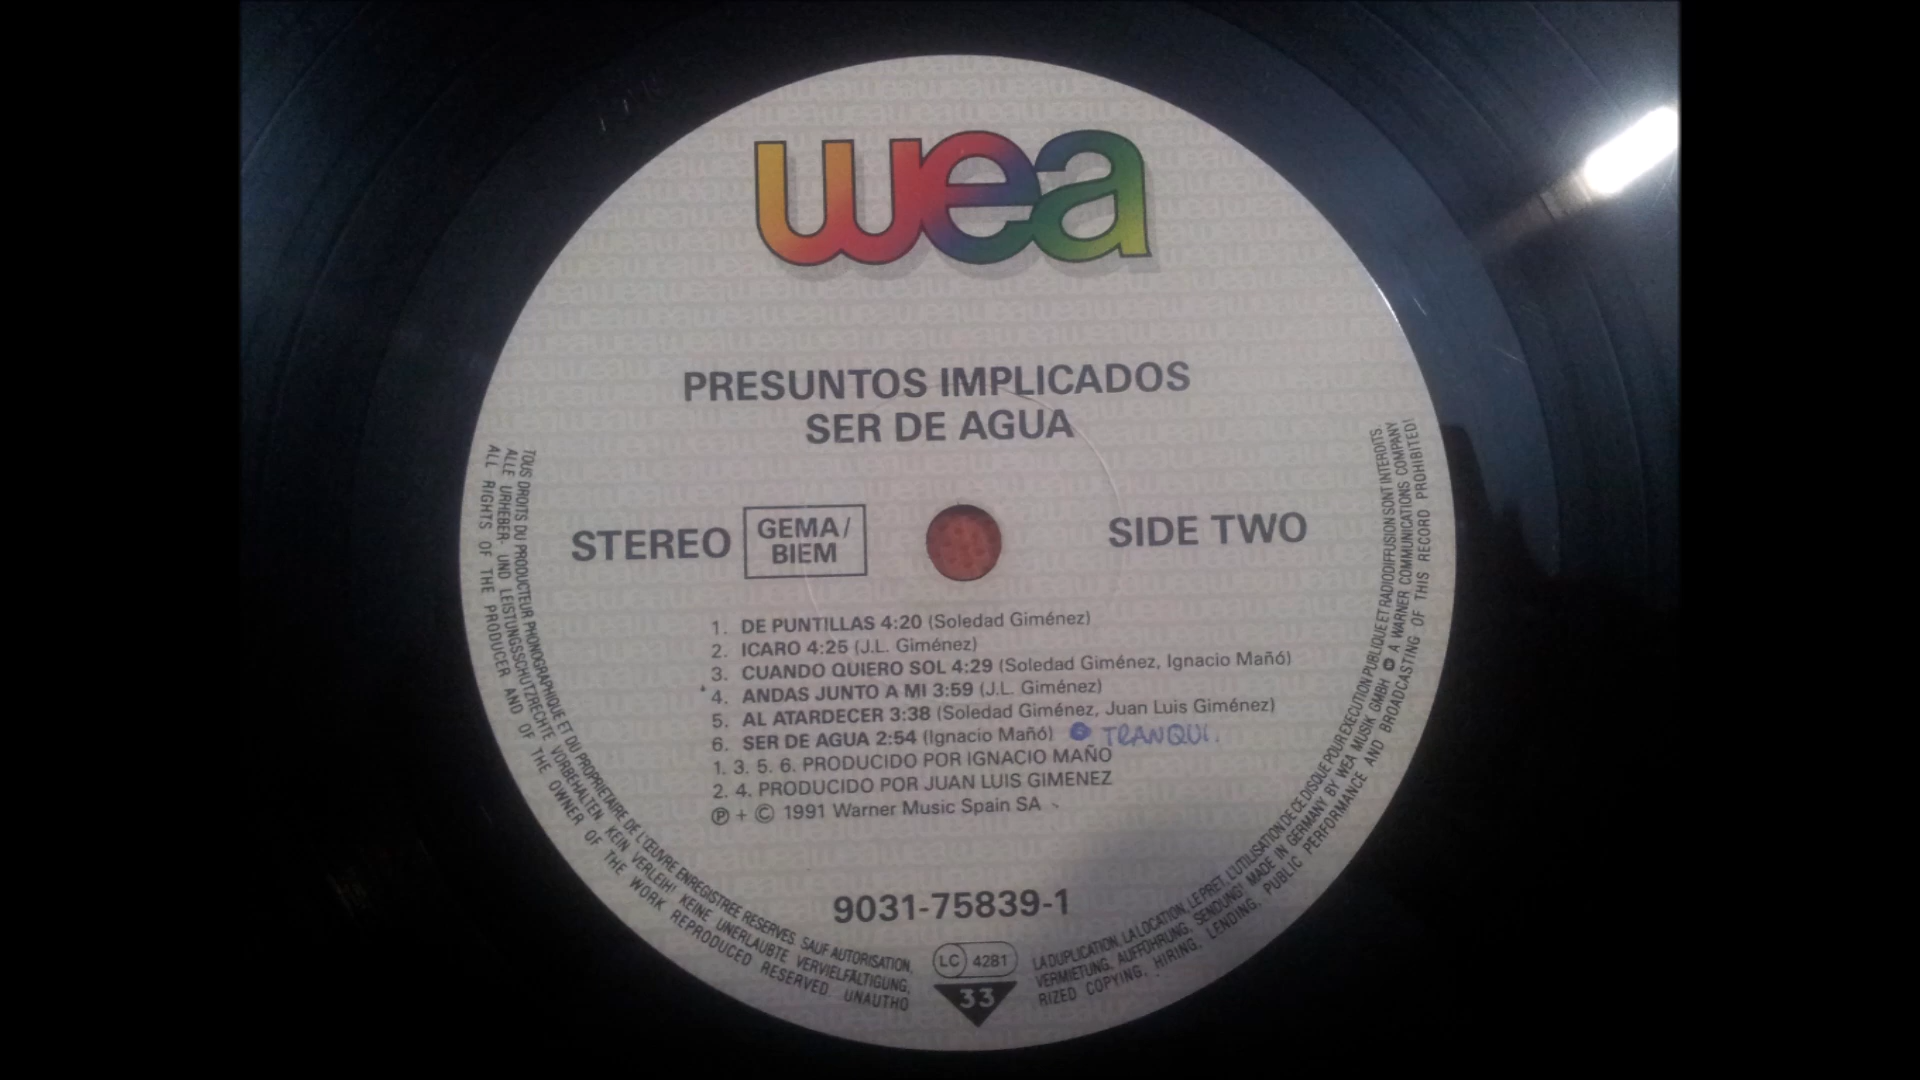 wea
PRESUNTOS IMPLICADOS
SER DE AGUA
STEREO GEMA/ BIEM SIDE TWO
1. DE PUNTILLAS 4:20 (Soledad Giménez)
2. ICARO 4:25 (J.L. Giménez)
3. CUANDO QUIERO SOL 4:29 (Soledad Giménez, Ignacio Mañó)
4. ANDAS JUNTO A MI 3:59 (J.L. Giménez)
5. AL ATARDECER 3:38 (Soledad Giménez, Juan Luis Giménez)
6. SER DE AGUA 2:54 (Ignacio Mañó) TRANQUI.
1. 3. 5. 6. PRODUCIDO POR IGNACIO MAÑO
2. 4. PRODUCIDO POR JUAN LUIS GIMENEZ
Ⓟ + © 1991 Warner Music Spain SA
9031-75839-1
LC 4281
33
TOUS DROITS DU PRODUCTEUR PHONOGRAPHIQUE ET DU PROPRIETAIRE DE L'ŒUVRE ENREGISTREE RESERVES. SAUF AUTORISATION, LA DUPLICATION, LA LOCATION, LE PRET, L'UTILISATION DE CE DISQUE POUR EXECUTION PUBLIQUE ET RADIODIFFUSION SONT INTERDITS.
ALLE URHEBER- UND LEISTUNGSSCHUTZRECHTE VORBEHALTEN. KEIN VERLEIH! KEINE UNERLAUBTE VERVIELFÄLTIGUNG, VERMIETUNG, AUFFÜHRUNG, SENDUNG! MADE IN GERMANY BY WEA MUSIK GMBH A WARNER COMMUNICATIONS COMPANY
ALL RIGHTS OF THE PRODUCER AND OF THE OWNER OF THE WORK REPRODUCED RESERVED UNAUTHORIZED COPYING, HIRING, LENDING, PUBLIC PERFORMANCE AND BROADCASTING OF THIS RECORD PROHIBITED!